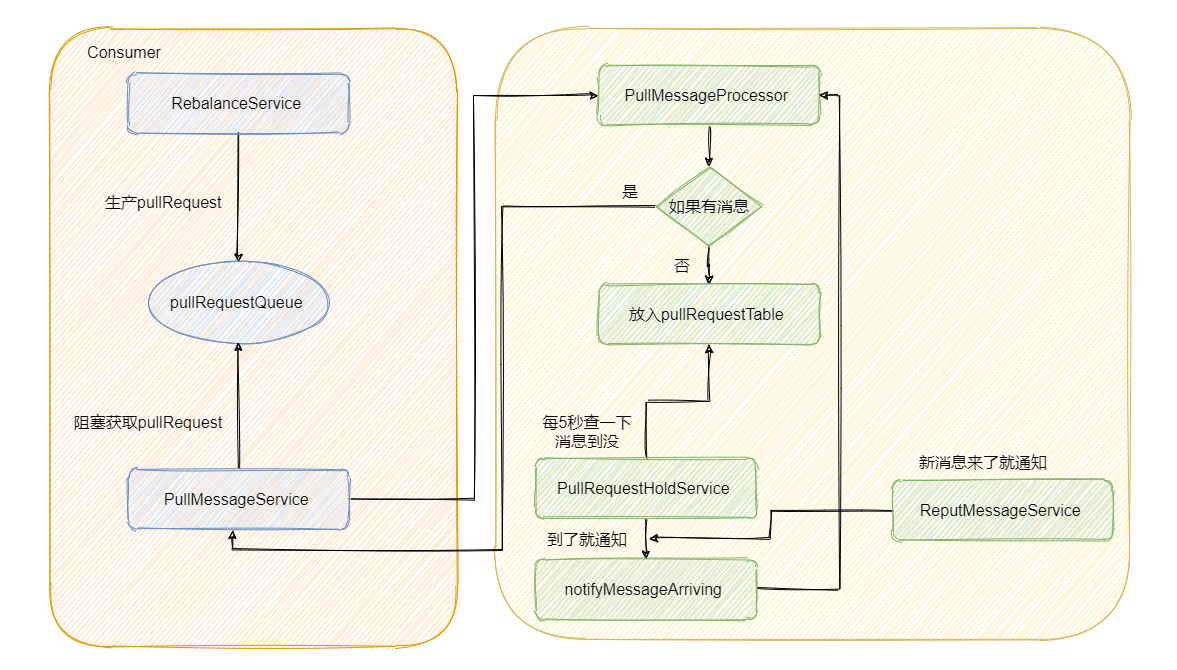 Consumer
RebalanceService
生产pullRequest
pullRequestQueue
阻塞获取pullRequest
PullMessageService
PullMessageProcessor
是
如果有消息
否
放入pullRequestTable
每5秒查一下
消息到没
PullRequestHoldService
到了就通知
notifyMessageArriving
新消息来了就通知
ReputMessageService